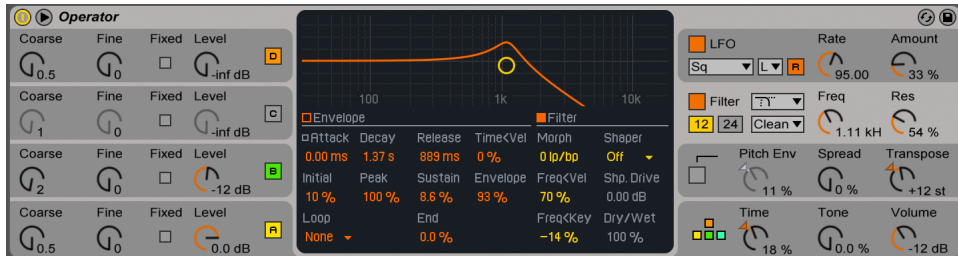 Operator
Coarse Fine Fixed Level
0.5 0 -inf dB D
Coarse Fine Fixed Level
1 0 -inf dB C
Coarse Fine Fixed Level
2 0 -12 dB B
Coarse Fine Fixed Level
0.5 0 0.0 dB A
100 1k 10k
Envelope Filter
Attack Decay Release Time<Vel Morph Shaper
0.00 ms 1.37 s 889 ms 0 % 0 lp/bp Off
Initial Peak Sustain Envelope Freq<Vel Shp. Drive
10 % 100 % 8.6 % 93 % 70 % 0.00 dB
Loop End Freq<Key Dry/Wet
None 0.0 % -14 % 100 %
LFO Rate Amount
Sq L R 95.00 33 %
Filter Freq Res
12 24 Clean 1.11 kH 54 %
Pitch Env Spread Transpose
11 % 0 % +12 st
Time Tone Volume
18 % 0.0 % -12 dB